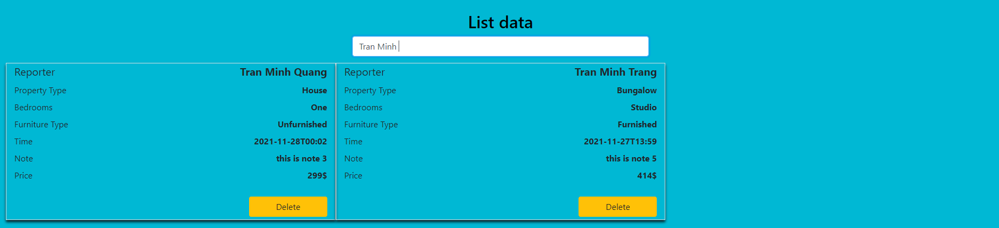 List data
Tran Minh
Reporter Tran Minh Quang
Property Type House
Bedrooms One
Furniture Type Unfurnished
Time 2021-11-28T00:02
Note this is note 3
Price 299$
Delete
Reporter Tran Minh Trang
Property Type Bungalow
Bedrooms Studio
Furniture Type Furnished
Time 2021-11-27T13:59
Note this is note 5
Price 414$
Delete